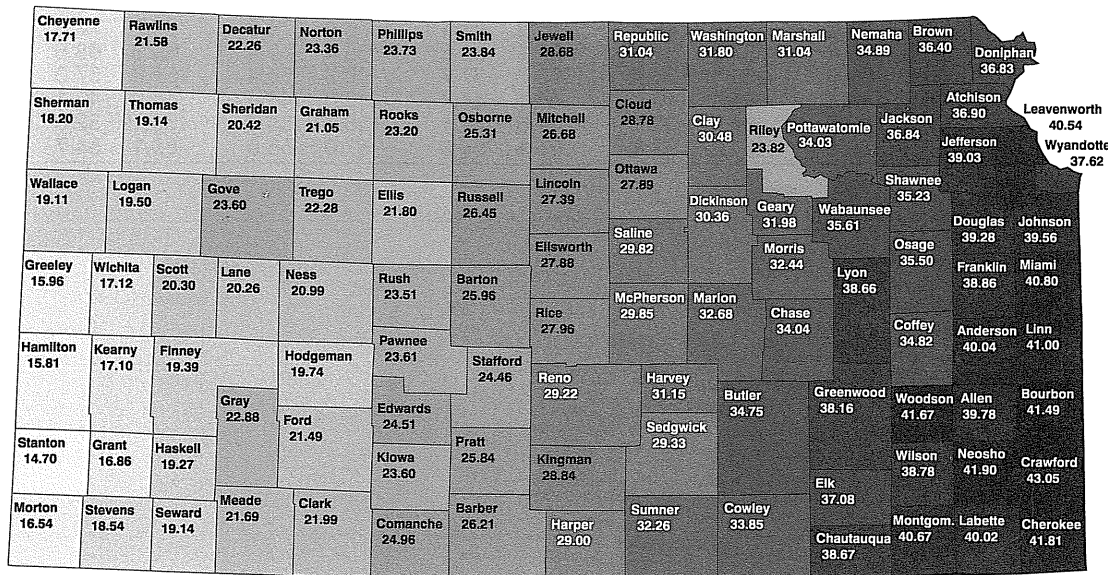 Cheyenne
17.71
Rawlins
21.58
Decatur
22.26
Norton
23.36
Phillips
23.73
Smith
23.84
Jewell
28.68
Republic
31.04
Washington
31.80
Marshall
31.04
Nemaha
34.89
Brown
36.40
Doniphan
36.83
Sherman
18.20
Thomas
19.14
Sheridan
20.42
Graham
21.05
Rooks
23.20
Osborne
25.31
Mitchell
26.68
Cloud
28.78
Clay
30.48
Riley
23.82
Pottawatomie
34.03
Jackson
36.84
Atchison
36.90
Jefferson
39.03
Leavenworth
40.54
Wyandotte
37.62
Wallace
19.11
Logan
19.50
Gove
23.60
Trego
22.28
Ellis
21.80
Russell
26.45
Lincoln
27.39
Ottawa
27.89
Dickinson
30.36
Geary
31.98
Wabaunsee
35.61
Shawnee
35.23
Douglas
39.28
Johnson
39.56
Greeley
15.96
Wichita
17.12
Scott
20.30
Lane
20.26
Ness
20.99
Rush
23.51
Barton
25.96
Ellsworth
27.88
Saline
29.82
Morris
32.44
Lyon
38.66
Osage
35.50
Franklin
38.86
Miami
40.80
Rice
27.96
McPherson
29.85
Marion
32.68
Chase
34.04
Coffey
34.82
Anderson
40.04
Linn
41.00
Hamilton
15.81
Kearny
17.10
Finney
19.39
Hodgeman
19.74
Pawnee
23.61
Stafford
24.46
Reno
29.22
Harvey
31.15
Butler
34.75
Greenwood
38.16
Woodson
41.67
Allen
39.78
Bourbon
41.49
Gray
22.88
Ford
21.49
Edwards
24.51
Sedgwick
29.33
Stanton
14.70
Grant
16.86
Haskell
19.27
Kiowa
23.60
Pratt
25.84
Kingman
28.84
Elk
37.08
Wilson
38.78
Neosho
41.90
Crawford
43.05
Morton
16.54
Stevens
18.54
Seward
19.14
Meade
21.69
Clark
21.99
Comanche
24.96
Barber
26.21
Harper
29.00
Sumner
32.26
Cowley
33.85
Chautauqua
38.67
Montgom.
40.67
Labette
40.02
Cherokee
41.81